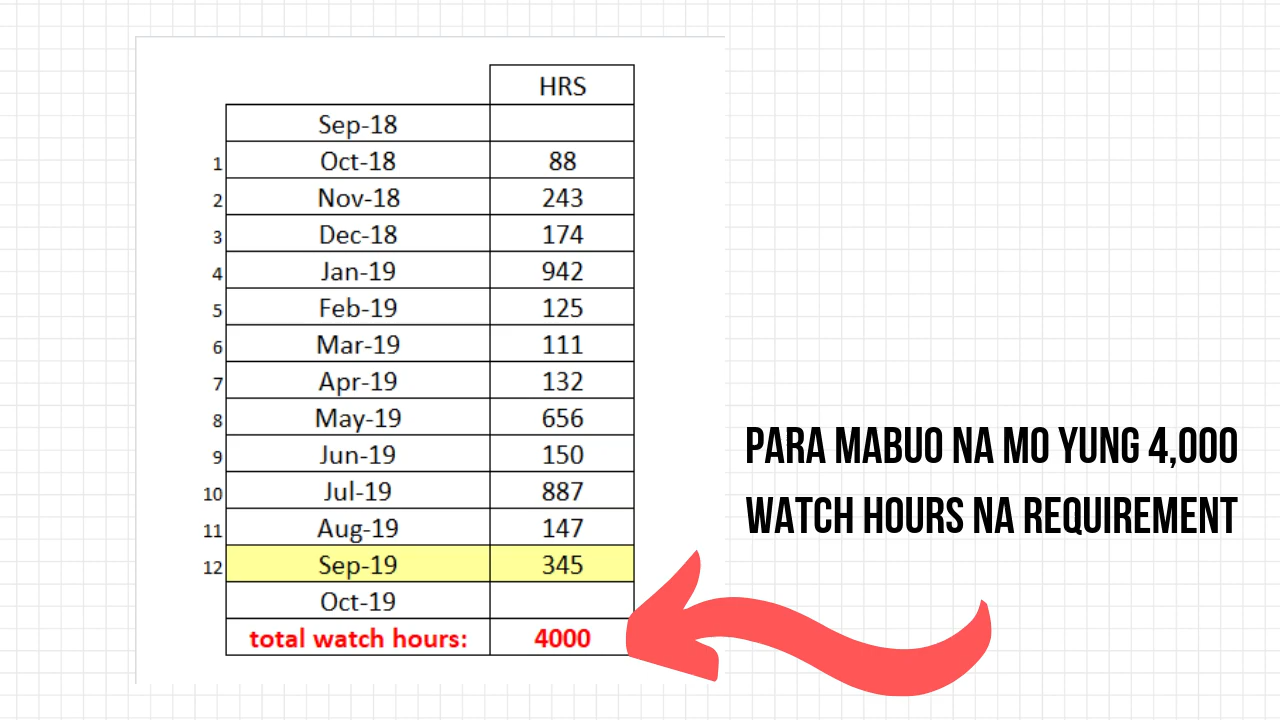 HRS
Sep-18
1 Oct-18 88
2 Nov-18 243
3 Dec-18 174
4 Jan-19 942
5 Feb-19 125
6 Mar-19 111
7 Apr-19 132
8 May-19 656
9 Jun-19 150
10 Jul-19 887
11 Aug-19 147
12 Sep-19 345
Oct-19
total watch hours: 4000
PARA MABUO NA MO YUNG 4,000
WATCH HOURS NA REQUIREMENT